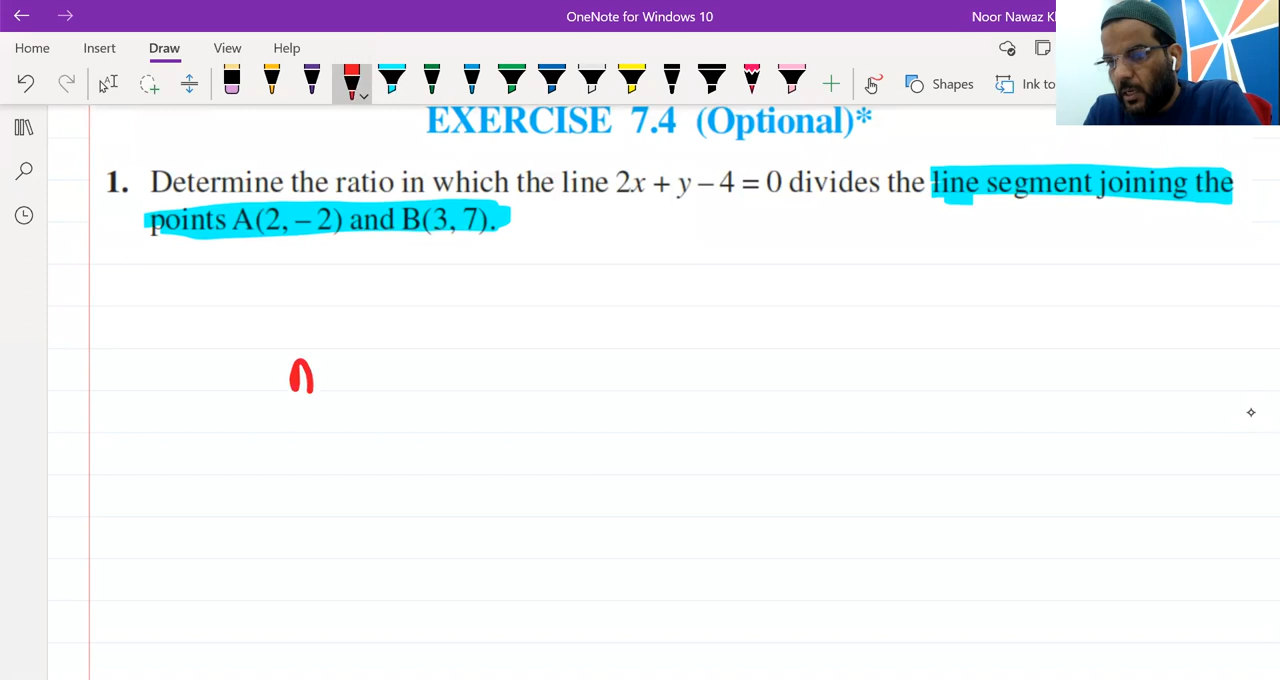 OneNote for Windows 10
Noor Nawaz
Home Insert Draw View Help
Shapes
Ink to
EXERCISE 7.4 (Optional)*
1. Determine the ratio in which the line 2x + y – 4 = 0 divides the line segment joining the
points A(2, – 2) and B(3, 7).